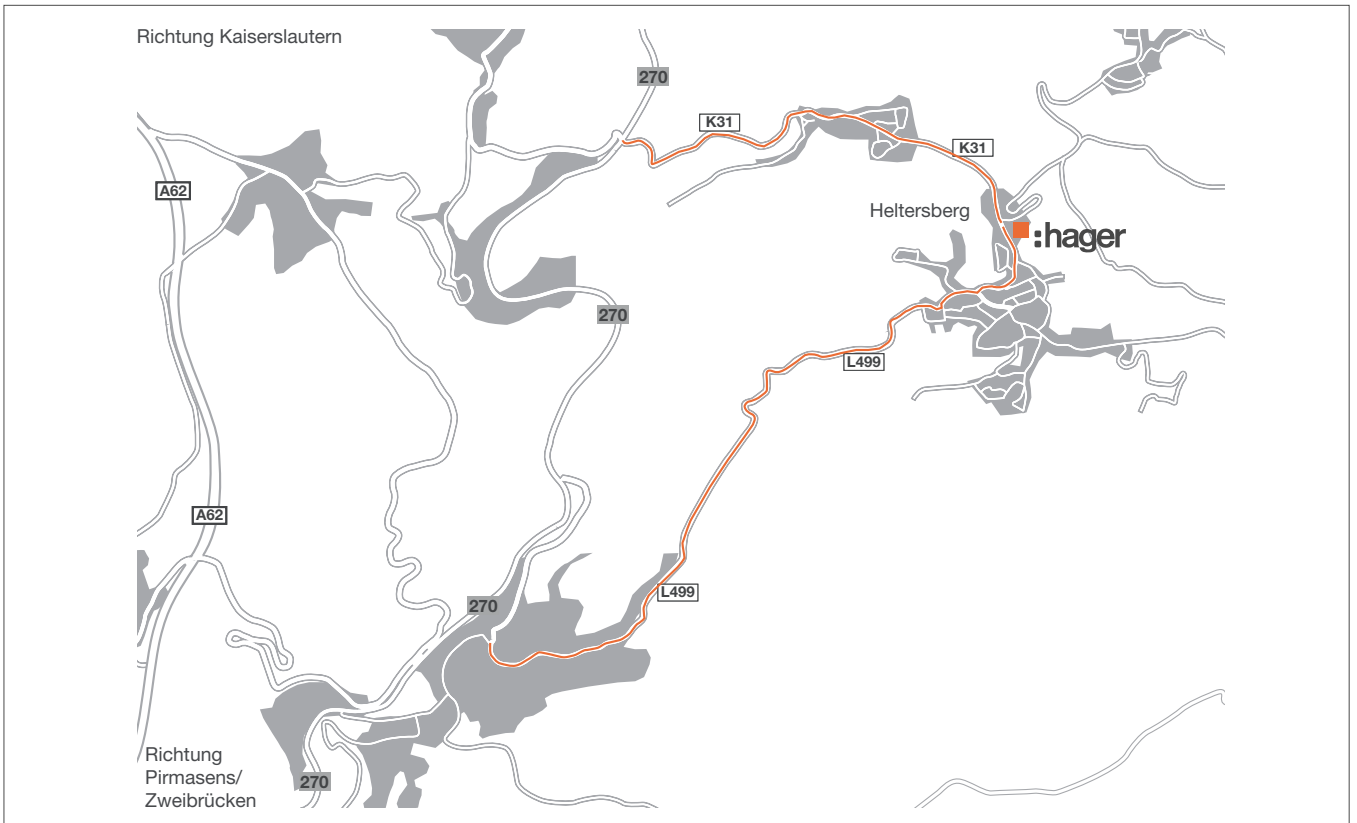 Richtung Kaiserslautern
270
K31
K31
A62
Heltersberg
:hager
270
L499
A62
L499
270
Richtung
Pirmasens/
Zweibrücken
270